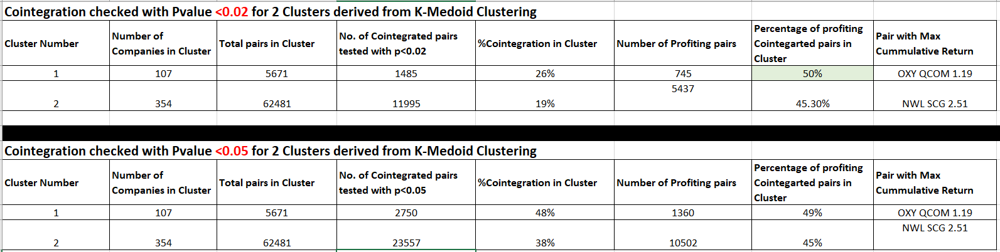 Cointegration checked with Pvalue <0.02 for 2 Clusters derived from K-Medoid Clustering
Cluster Number Number of Companies in Cluster Total pairs in Cluster No. of Cointegrated pairs tested with p<0.02 %Cointegration in Cluster Number of Profiting pairs Percentage of profiting Cointegarted pairs in Cluster Pair with Max Cummulative Return
1 107 5671 1485 26% 745 50% OXY QCOM 1.19
2 354 62481 11995 19% 5437 45.30% NWL SCG 2.51
Cointegration checked with Pvalue <0.05 for 2 Clusters derived from K-Medoid Clustering
Cluster Number Number of Companies in Cluster Total pairs in Cluster No. of Cointegrated pairs tested with p<0.05 %Cointegration in Cluster Number of Profiting pairs Percentage of profiting Cointegarted pairs in Cluster Pair with Max Cummulative Return
1 107 5671 2750 48% 1360 49% OXY QCOM 1.19
2 354 62481 23557 38% 10502 45% NWL SCG 2.51